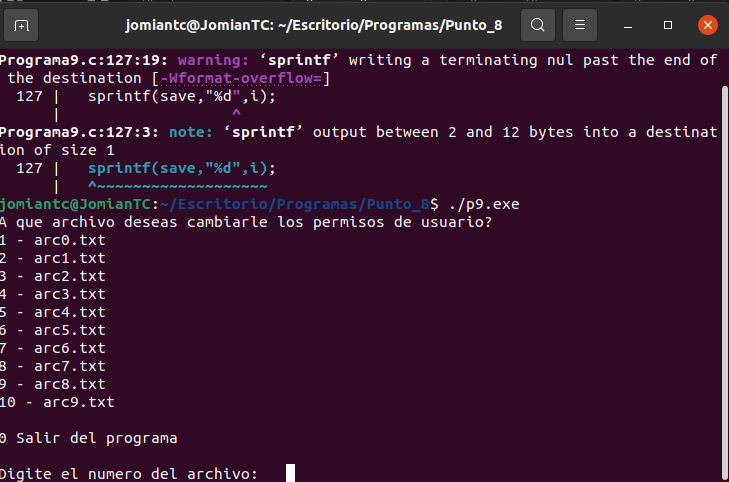 jomiantc@JomianTC: ~/Escritorio/Programas/Punto_8
Programa9.c:127:19: warning: ‘sprintf’ writing a terminating nul past the end of
the destination [-Wformat-overflow=]
127 |   sprintf(save,"%d",i);
|                   ^
Programa9.c:127:3: note: ‘sprintf’ output between 2 and 12 bytes into a destinat
ion of size 1
127 |   sprintf(save,"%d",i);
|   ^~~~~~~~~~~~~~~~~~~~
jomiantc@JomianTC:~/Escritorio/Programas/Punto_8$ ./p9.exe
A que archivo deseas cambiarle los permisos de usuario?
1 - arc0.txt
2 - arc1.txt
3 - arc2.txt
4 - arc3.txt
5 - arc4.txt
6 - arc5.txt
7 - arc6.txt
8 - arc7.txt
9 - arc8.txt
10 - arc9.txt
0 Salir del programa
Digite el numero del archivo: